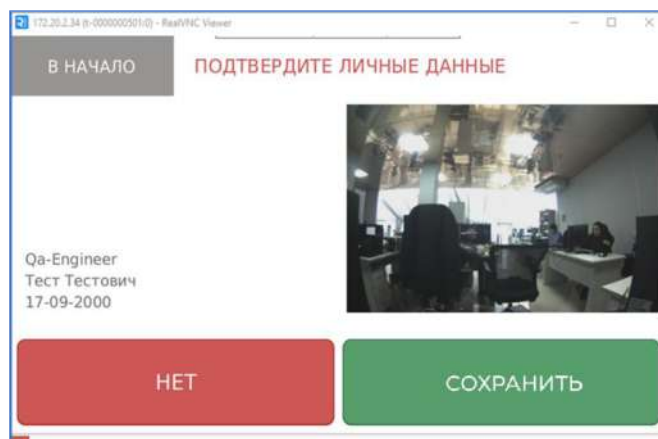 172.20.2.34 (t-0000000501:0) - RealVNC Viewer
В НАЧАЛО
ПОДТВЕРДИТЕ ЛИЧНЫЕ ДАННЫЕ
Qa-Engineer
Тест Тестович
17-09-2000
НЕТ
СОХРАНИТЬ